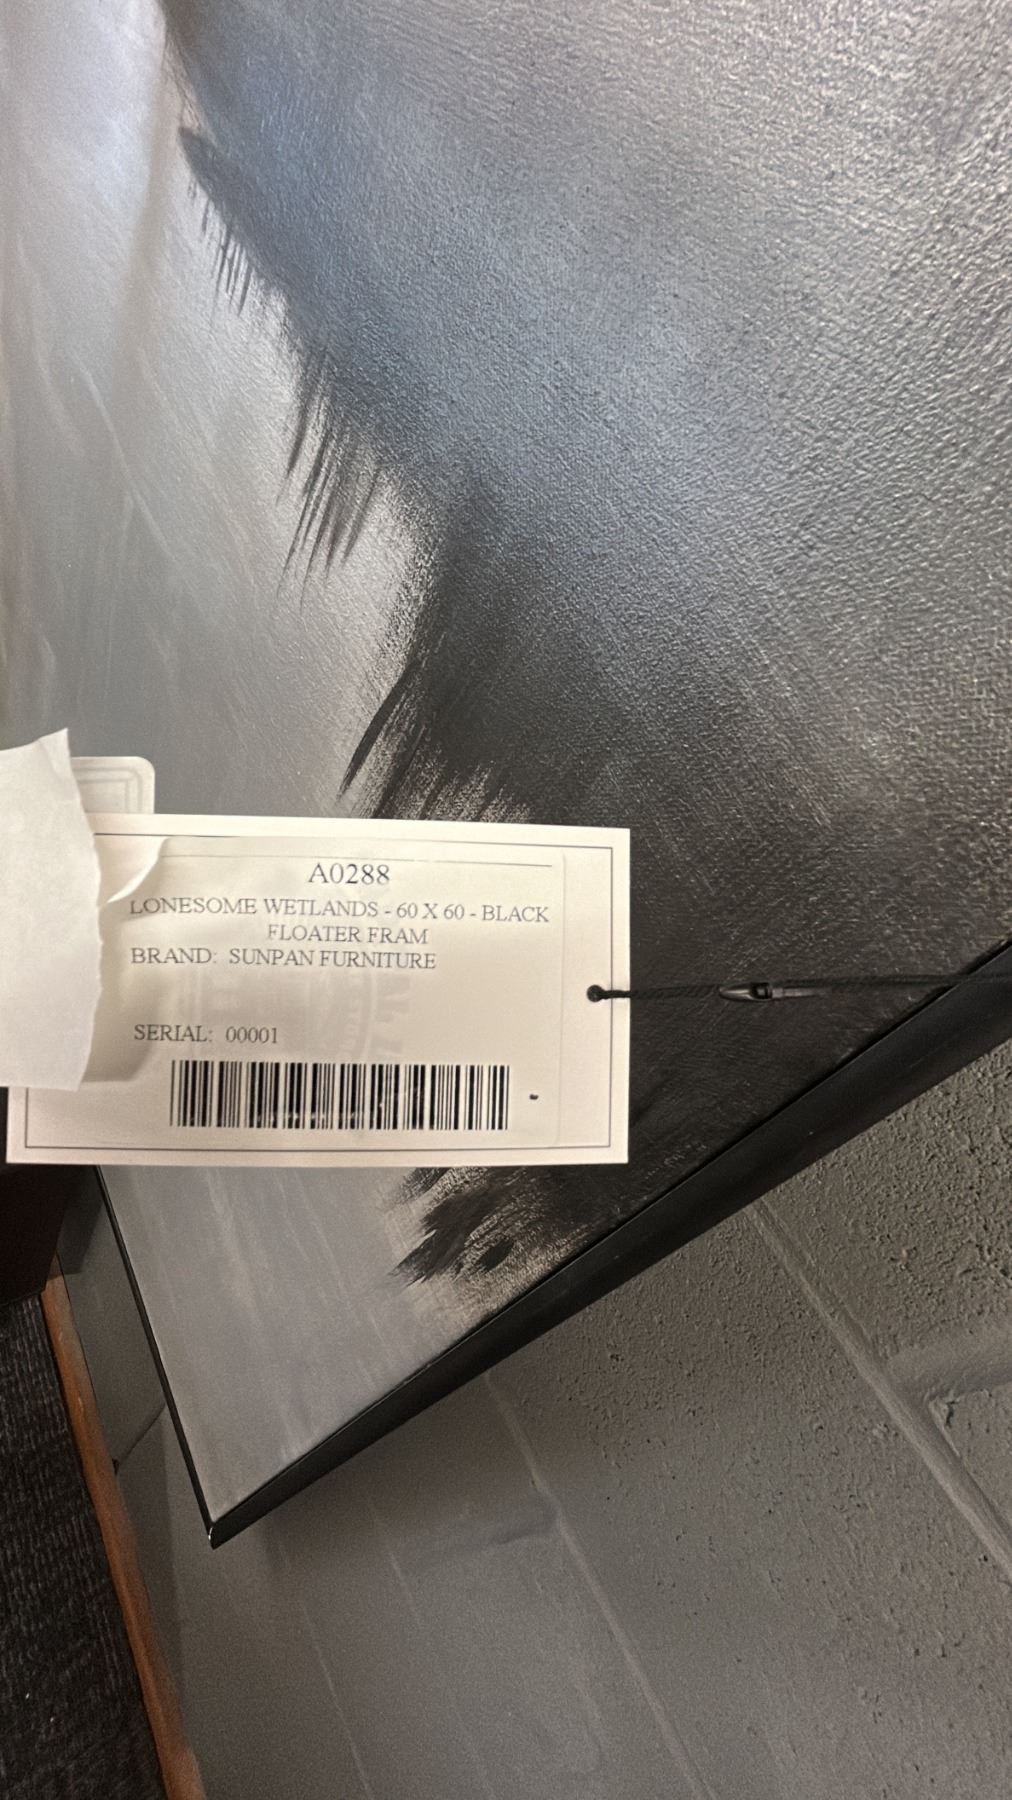 A0288
LONESOME WETLANDS - 60 X 60 - BLACK
FLOATER FRAM
BRAND: SUNPAN FURNITURE
SERIAL: 00001